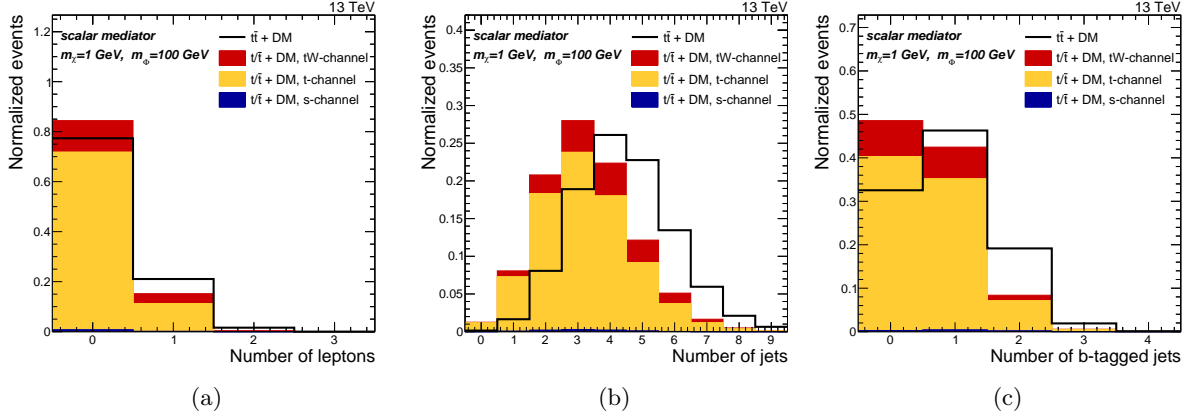 13 TeV
Normalized events
1.2
1
0.8
0.6
0.4
0.2
0
scalar mediator
mχ=1 GeV, mΦ=100 GeV
tt̄ + DM
t/t̄ + DM, tW-channel
t/t̄ + DM, t-channel
t/t̄ + DM, s-channel
0 1 2 3
Number of leptons
(a)
13 TeV
Normalized events
0.4
0.35
0.3
0.25
0.2
0.15
0.1
0.05
0
scalar mediator
mχ=1 GeV, mΦ=100 GeV
tt̄ + DM
t/t̄ + DM, tW-channel
t/t̄ + DM, t-channel
t/t̄ + DM, s-channel
0 1 2 3 4 5 6 7 8 9
Number of jets
(b)
13 TeV
Normalized events
0.7
0.6
0.5
0.4
0.3
0.2
0.1
0
scalar mediator
mχ=1 GeV, mΦ=100 GeV
tt̄ + DM
t/t̄ + DM, tW-channel
t/t̄ + DM, t-channel
t/t̄ + DM, s-channel
0 1 2 3 4
Number of b-tagged jets
(c)